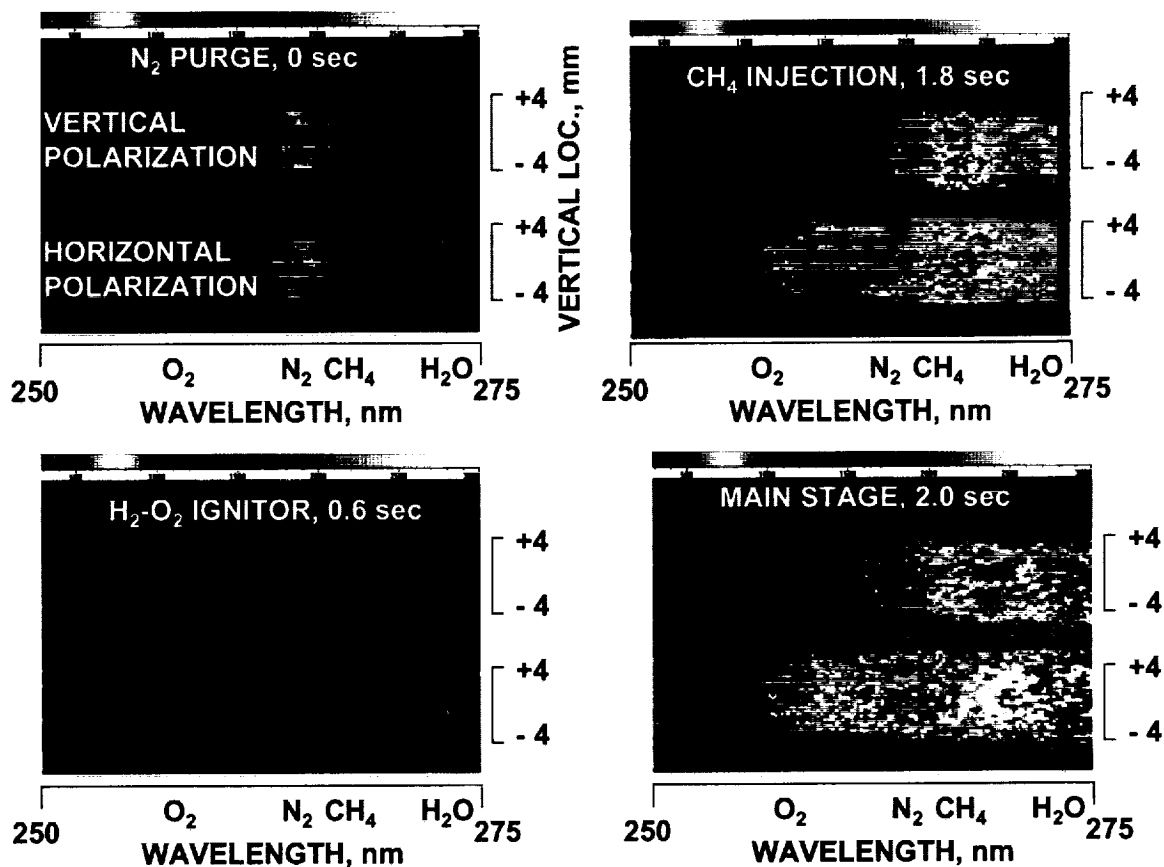 N₂ PURGE, 0 sec
VERTICAL
POLARIZATION
HORIZONTAL
POLARIZATION
+4
- 4
+4
- 4
VERTICAL LOC., mm
250 O₂ N₂ CH₄ H₂O 275
WAVELENGTH, nm
CH₄ INJECTION, 1.8 sec
+4
- 4
+4
- 4
250 O₂ N₂ CH₄ H₂O 275
WAVELENGTH, nm
H₂-O₂ IGNITOR, 0.6 sec
+4
- 4
+4
- 4
250 O₂ N₂ CH₄ H₂O 275
WAVELENGTH, nm
MAIN STAGE, 2.0 sec
+4
- 4
+4
- 4
250 O₂ N₂ CH₄ H₂O 275
WAVELENGTH, nm